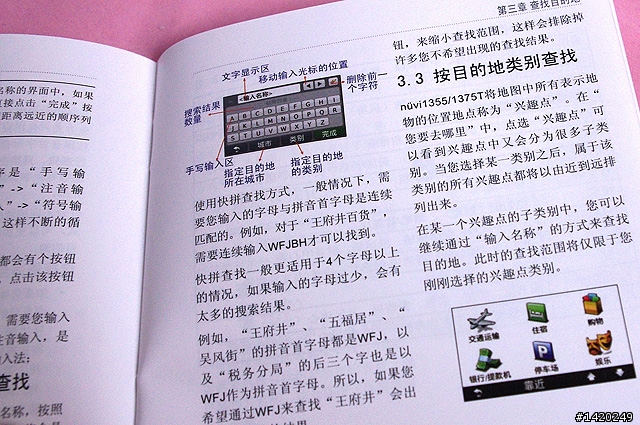 名称的界面中，如果
直接点击“完成”按
距离远近的顺序列
序是“手写输
”->“注音输
入”->“符号输
这样不断的循
都会有个按钮
，点击该按钮
需要您输入
注音输入，是
输入法；
查找
名称，按照
第三章 查找目的地
文字显示区
移动输入光标的位置
删除前一
个字符
搜索结果
数量
<输入名称>
A B C D E F G H I
J K L M N O P Q R
S T U V W X Y Z
城市 类别 完成
手写输入区
指定目的地
所在城市
指定目的地
的类别
使用快拼查找方式，一般情况下，需
要您输入的字母与拼音首字母是连续
匹配的。例如，对于“王府井百货”，
需要连续输入WFJBH才可以找到。
快拼查找一般更适用于4个字母以上
的情况，如果输入的字母过少，会有
太多的搜索结果。
例如，“王府井”、“五福居”、“
吴风街”的拼音首字母都是WFJ，以
及“税务分局”的后三个字也是以
WFJ作为拼音首字母。所以，如果您
希望通过WFJ来查找“王府井”会出
钮，来缩小查找范围，这样会排除掉
许多您不希望出现的查找结果。
3.3 按目的地类别查找
nüvi1355/1375T将地图中所有表示地
物的位置地点称为“兴趣点”。在“
您要去哪里”中，点选“兴趣点”可
以看到兴趣点中又会分为很多子类
别。当您选择某一类别之后，属于该
类别的所有兴趣点都将以由近到远排
列出来。
在某一个兴趣点的子类别中，您可以
继续通过“输入名称”的方式来查找
目的地。此时的查找范围将仅限于您
刚刚选择的兴趣点类别。
交通运输 住宿 购物
银行/提款机 停车场 娱乐
靠近
#1420249